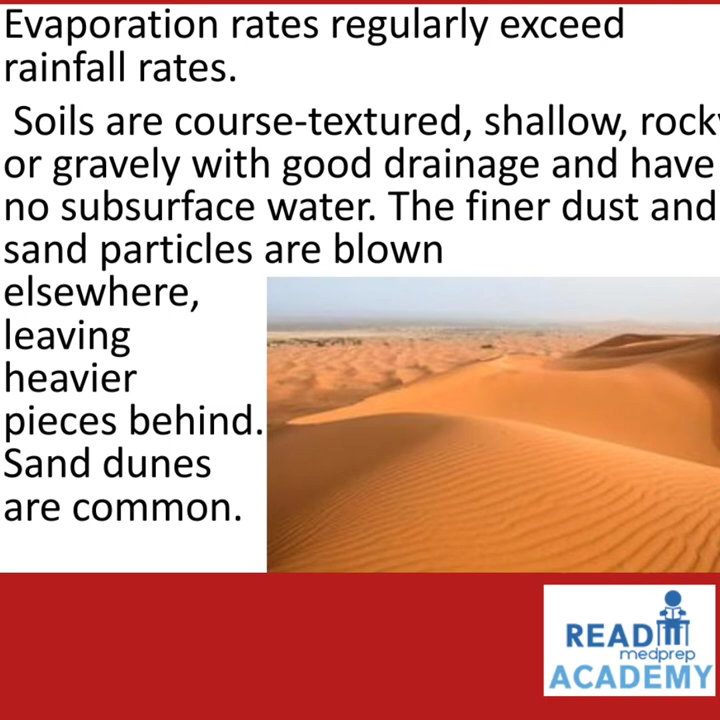 Evaporation rates regularly exceed
rainfall rates.
Soils are course-textured, shallow, rocky
or gravely with good drainage and have
no subsurface water. The finer dust and
sand particles are blown
elsewhere,
leaving
heavier
pieces behind.
Sand dunes
are common.
READ
medprep
ACADEMY